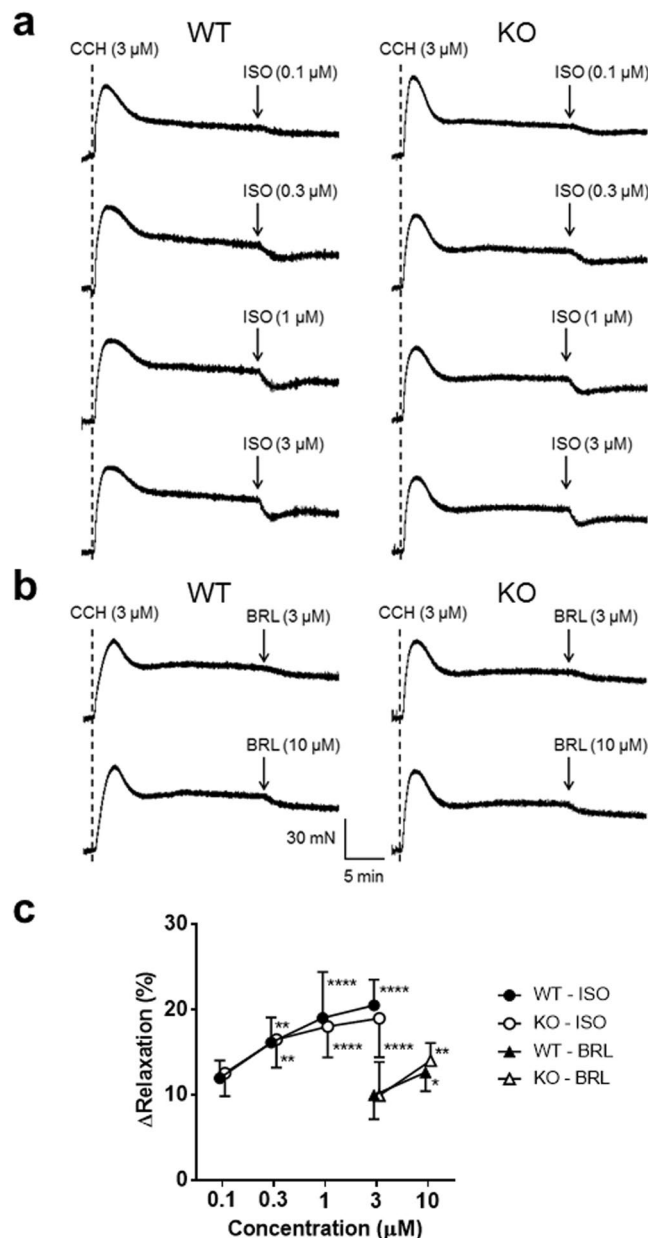 a
WT KO
CCH (3 µM) ISO (0.1 µM) CCH (3 µM) ISO (0.1 µM)
ISO (0.3 µM) ISO (0.3 µM)
ISO (1 µM) ISO (1 µM)
ISO (3 µM) ISO (3 µM)
b
WT KO
CCH (3 µM) BRL (3 µM) CCH (3 µM) BRL (3 µM)
BRL (10 µM) BRL (10 µM)
30 mN
5 min
c
ΔRelaxation (%)
30
20
10
0
** ** **** **** **** **** ** *
0.1 0.3 1 3 10
Concentration (µM)
WT - ISO
KO - ISO
WT - BRL
KO - BRL